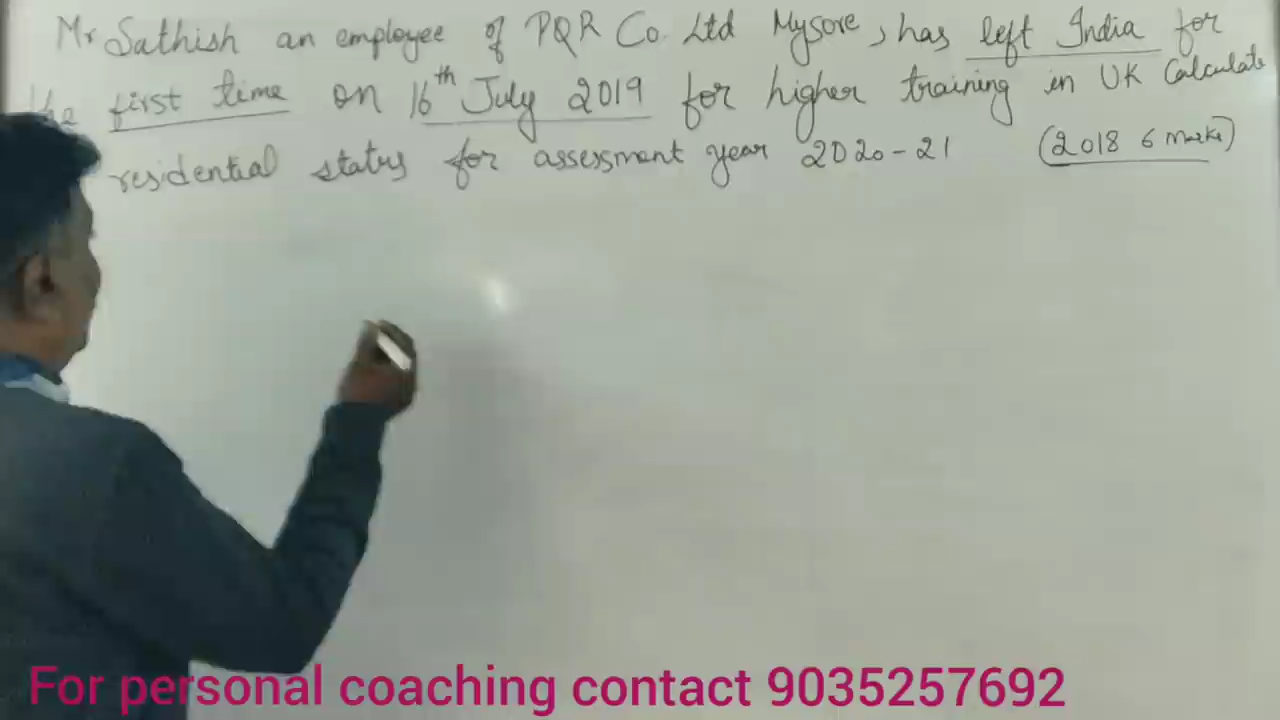 Mr Sathish an employee of PQR Co. Ltd Mysore, has left India for
the first time on 16th July 2019 for higher training in UK Calculate
residential status for assessment year 2020-21 (2018 6 marks)
For personal coaching contact 9035257692